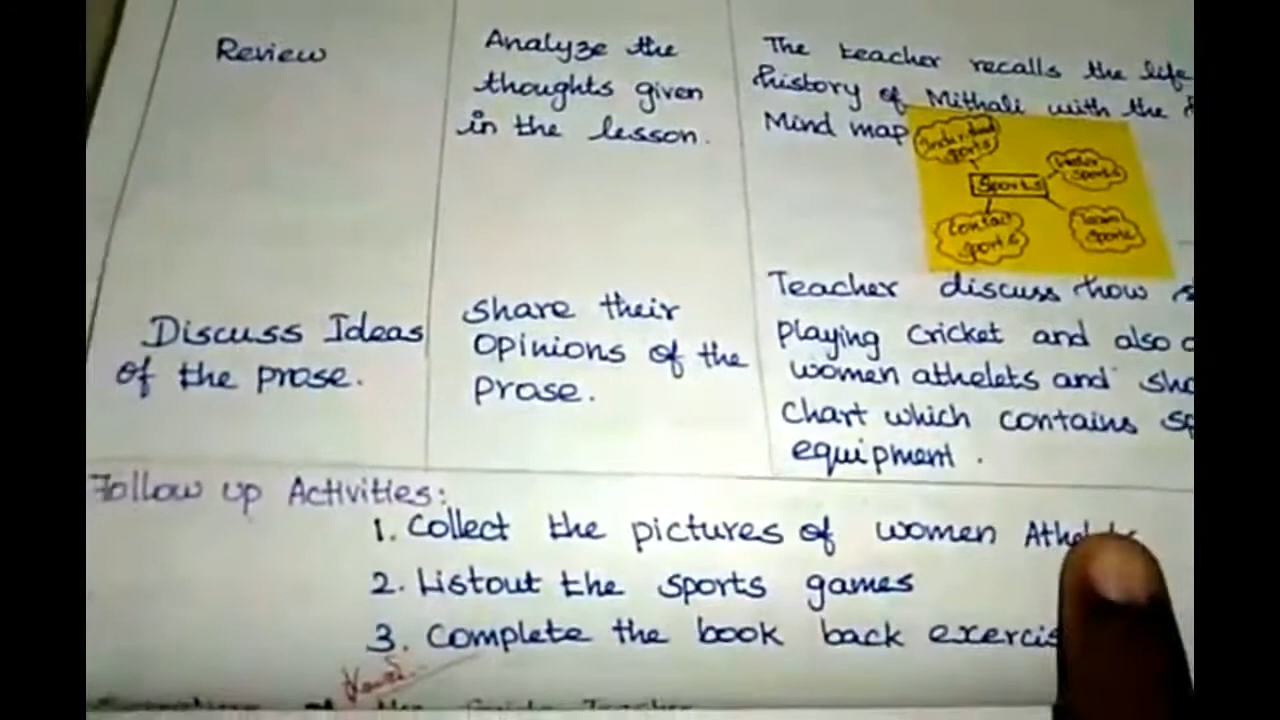 Review
Analyze the
thoughts given
in the lesson.
The teacher recalls the life
history of Mithali with the
Mind map
Individual
sports
Sports
Water
sports
Contact
sports
Team
Sports
Discuss Ideas
of the prose.
Share their
Opinions of the
prose.
Teacher discuss how
playing cricket and also
women athelets and
chart which contains
equipment .
Follow up Activities:
1. Collect the pictures of women
2. Listout the sports games
3. Complete the book back